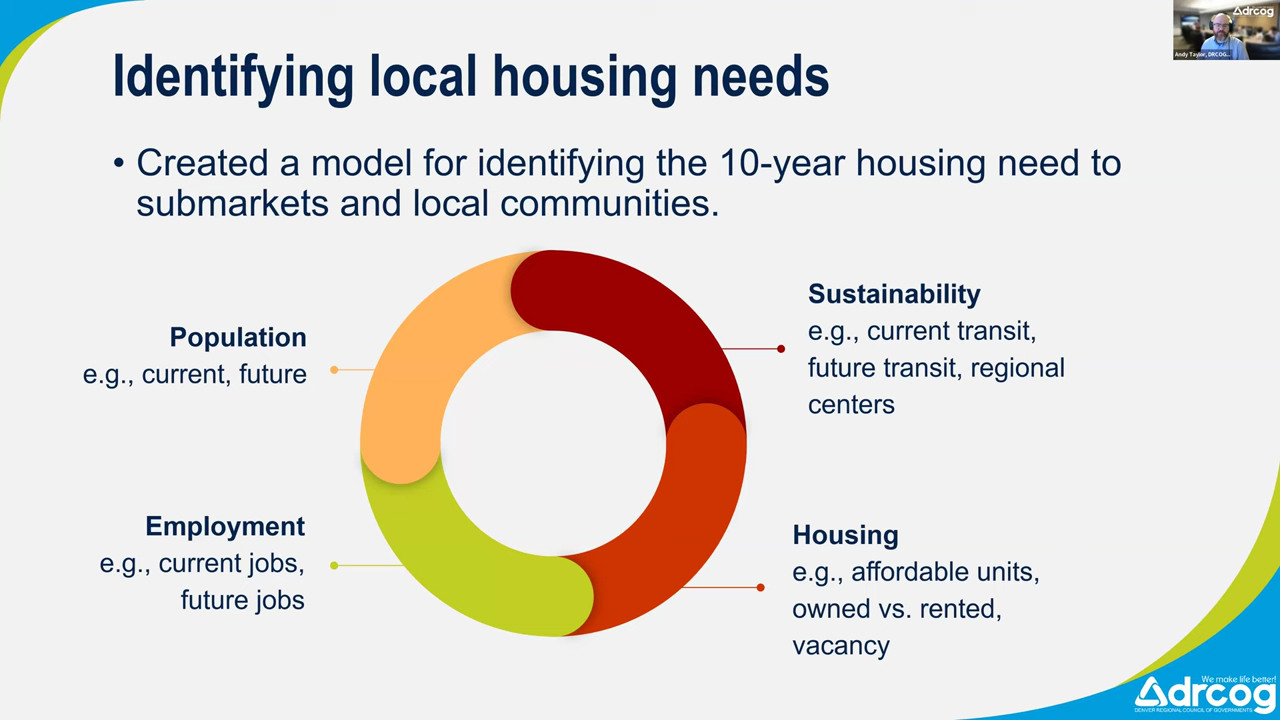 Identifying local housing needs
• Created a model for identifying the 10-year housing need to
submarkets and local communities.
Population
e.g., current, future
Sustainability
e.g., current transit,
future transit, regional
centers
Employment
e.g., current jobs,
future jobs
Housing
e.g., affordable units,
owned vs. rented,
vacancy
drcog
Andy Taylor, DRCOG...
We make life better!
drcog
DENVER REGIONAL COUNCIL OF GOVERNMENTS